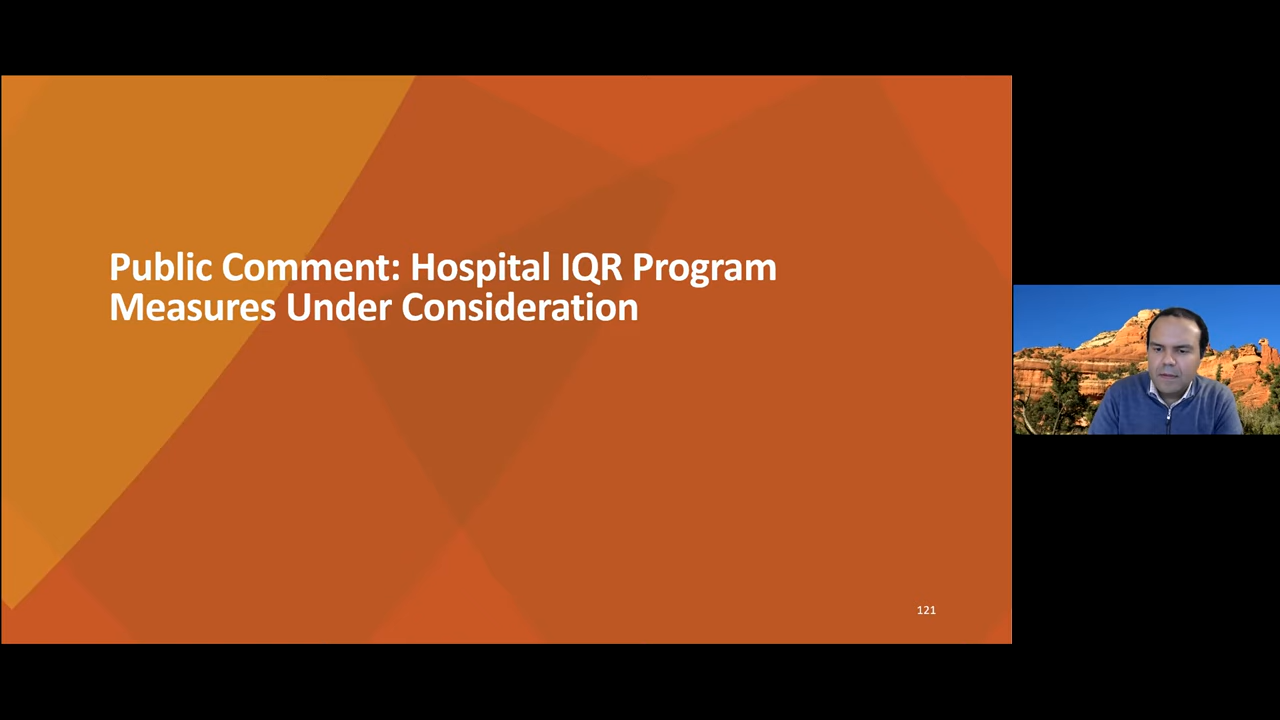 Public Comment: Hospital IQR Program
Measures Under Consideration
121